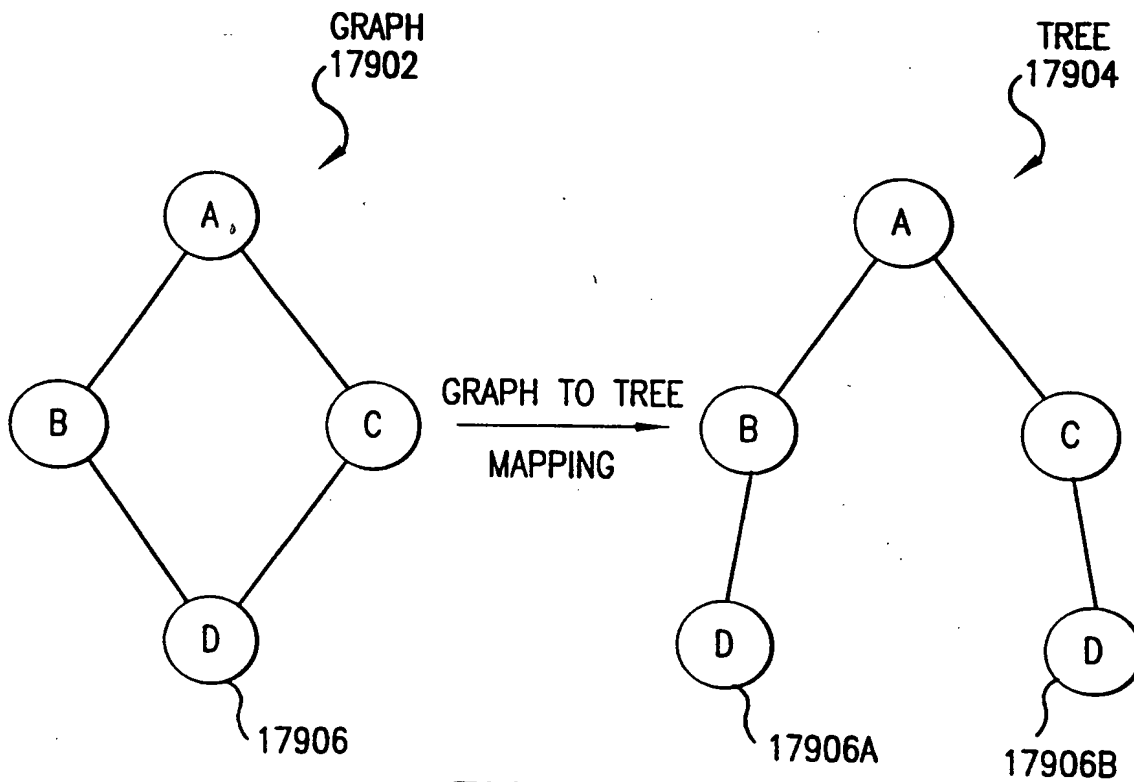 GRAPH
17902
TREE
17904
A
A
B
C
GRAPH TO TREE
MAPPING
B
C
D
D
D
17906
17906A
17906B